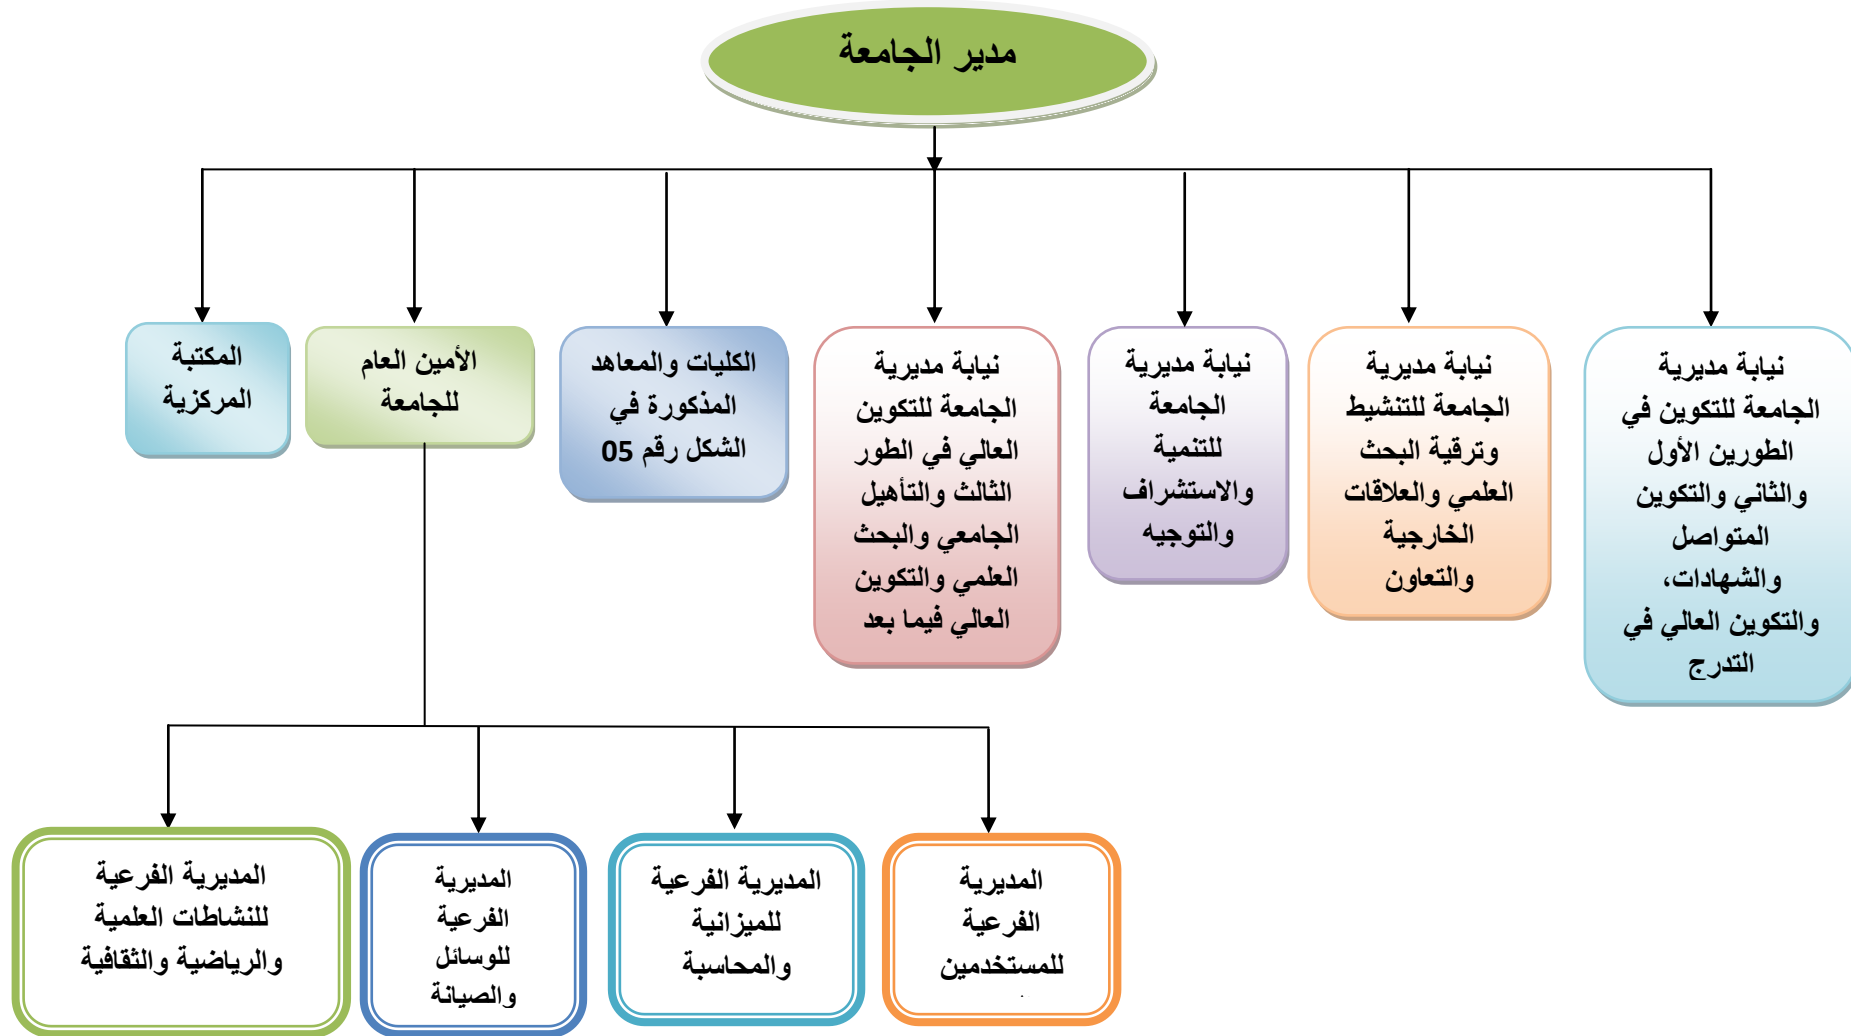 مدير الجامعة
نيابة مديرية
الجامعة للتكوين في
الطورين الأول
والثاني والتكوين
المتواصل
والشهادات،
والتكوين العالي في
التدرج
نيابة مديرية
الجامعة للتنشيط
وترقية البحث
العلمي والعلاقات
الخارجية
والتعاون
نيابة مديرية
الجامعة
للتنمية
والاستشراف
والتوجيه
نيابة مديرية
الجامعة للتكوين
العالي في الطور
الثالث والتأهيل
الجامعي والبحث
العلمي والتكوين
العالي فيما بعد
الكليات والمعاهد
المذكورة في
الشكل رقم 05
الأمين العام
للجامعة
المكتبة
المركزية
المديرية
الفرعية
للمستخدمين
المديرية الفرعية
للميزانية
والمحاسبة
المديرية
الفرعية
للوسائل
والصيانة
المديرية الفرعية
للنشاطات العلمية
والرياضية والثقافية